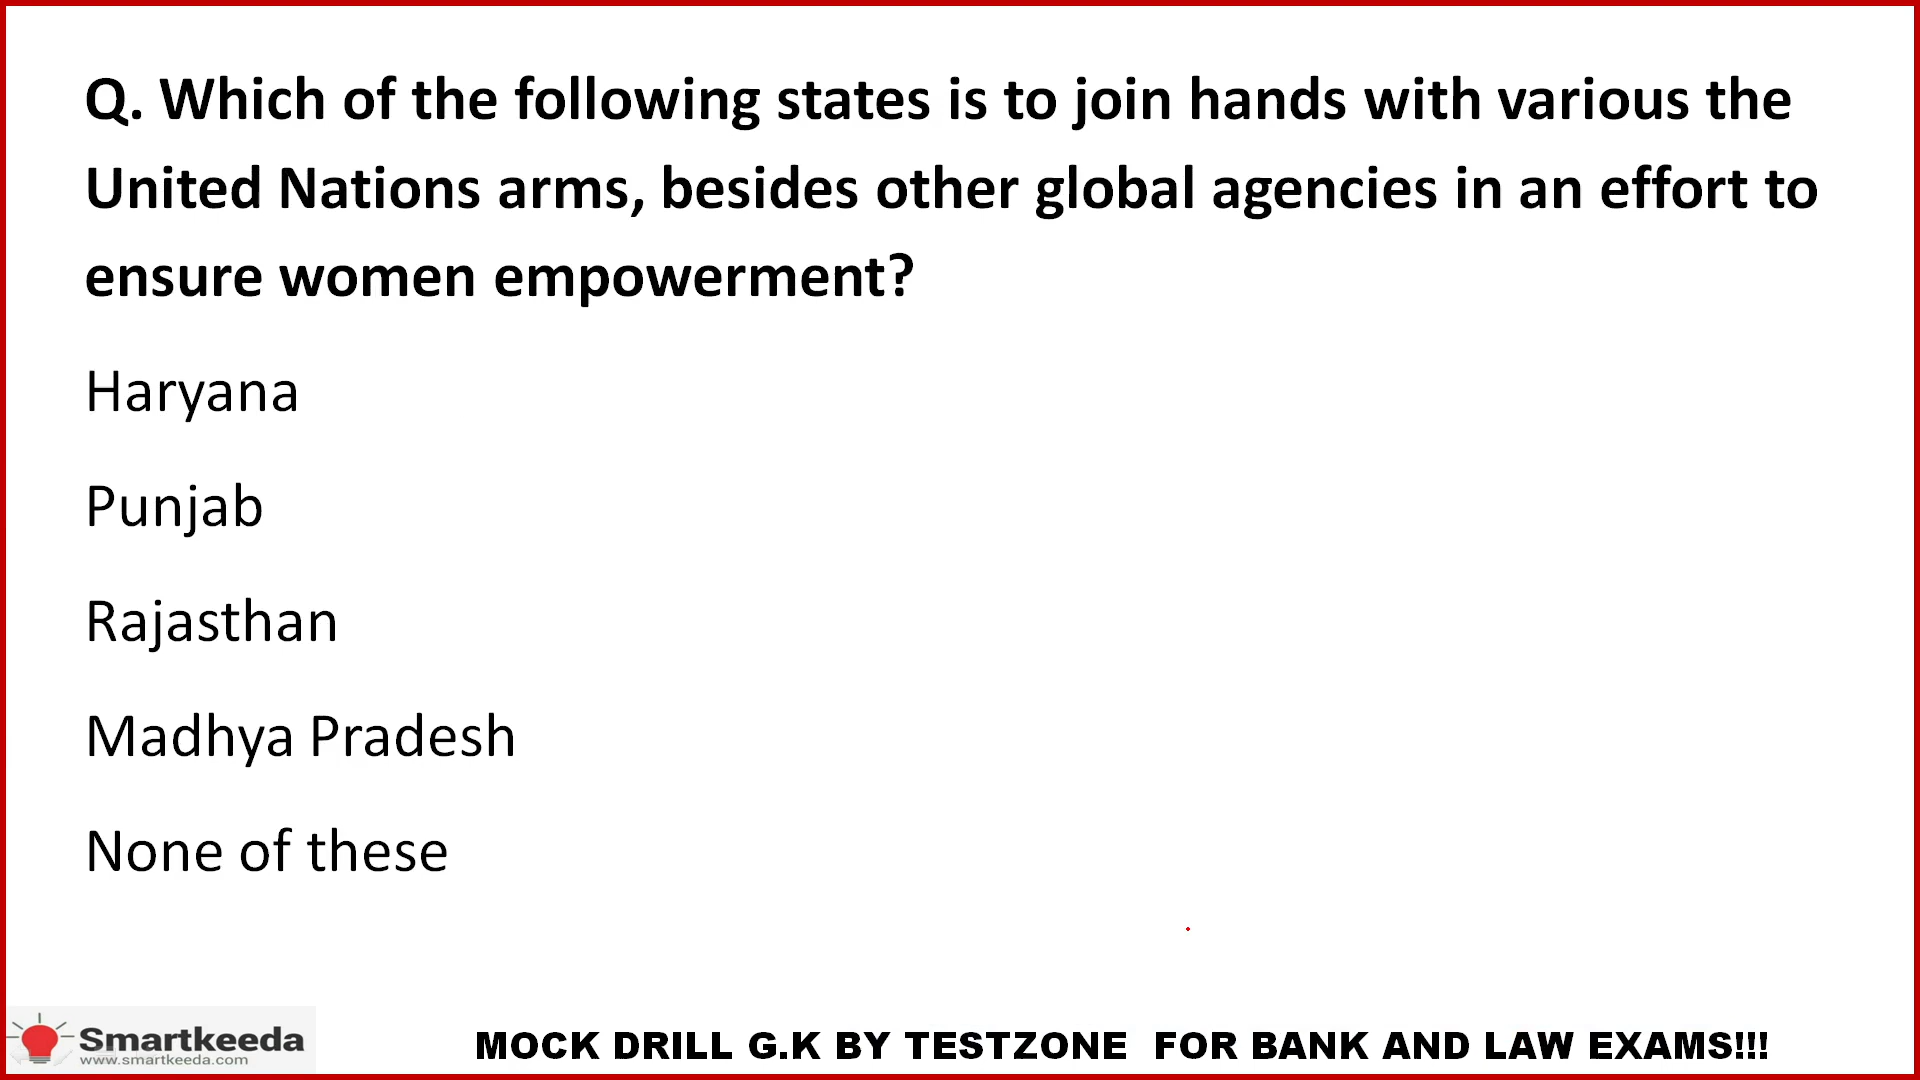 Q. Which of the following states is to join hands with various the
United Nations arms, besides other global agencies in an effort to
ensure women empowerment?
Haryana
Punjab
Rajasthan
Madhya Pradesh
None of these
Smartkeeda
www.smartkeeda.com
MOCK DRILL G.K BY TESTZONE FOR BANK AND LAW EXAMS!!!